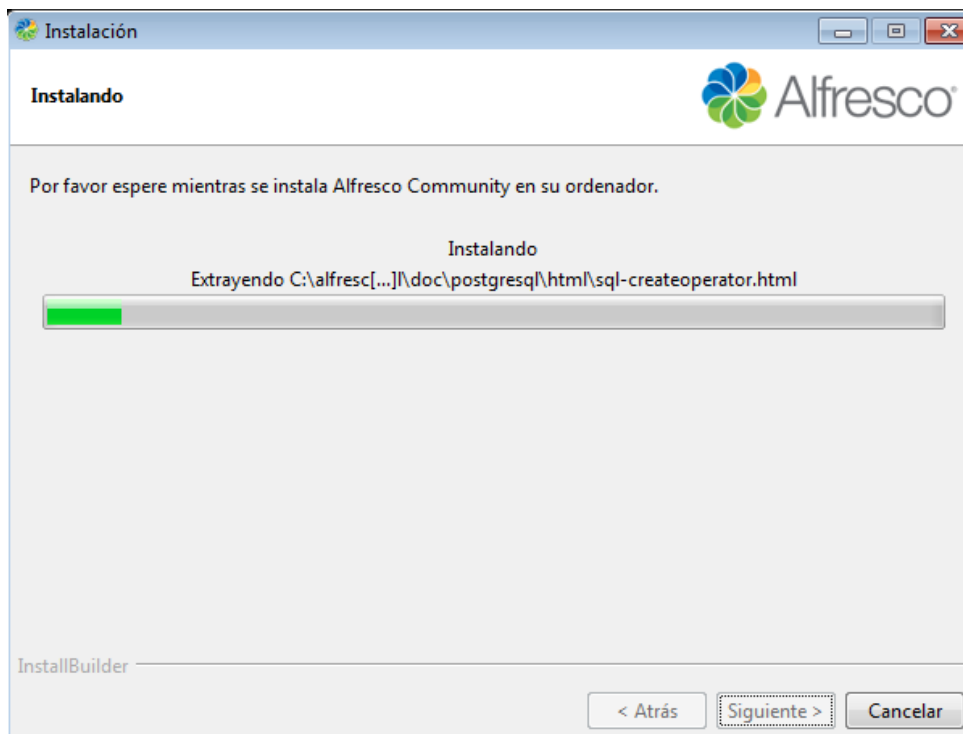 Instalación
Instalando
Alfresco®
Por favor espere mientras se instala Alfresco Community en su ordenador.
Instalando
Extrayendo C:\alfresc[...]l\doc\postgresql\html\sql-createoperator.html
InstallBuilder
< Atrás
Siguiente >
Cancelar